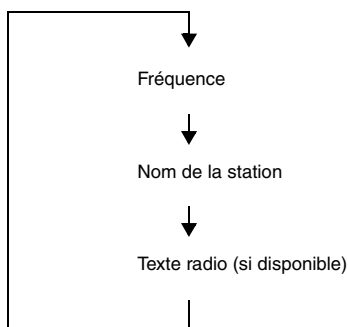 Fréquence
Nom de la station
Texte radio (si disponible)